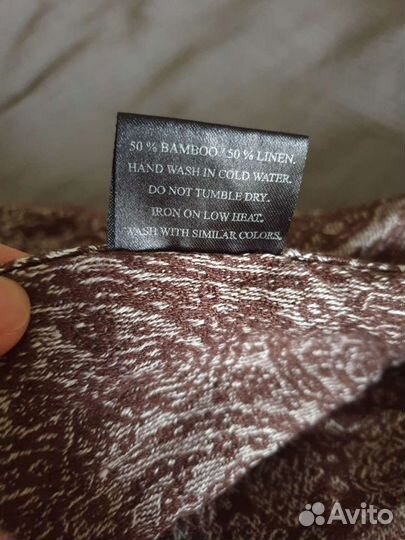 50 % BAMBOO / 50 % LINEN.
HAND WASH IN COLD WATER.
DO NOT TUMBLE DRY.
IRON ON LOW HEAT.
WASH WITH SIMILAR COLORS.
Avito